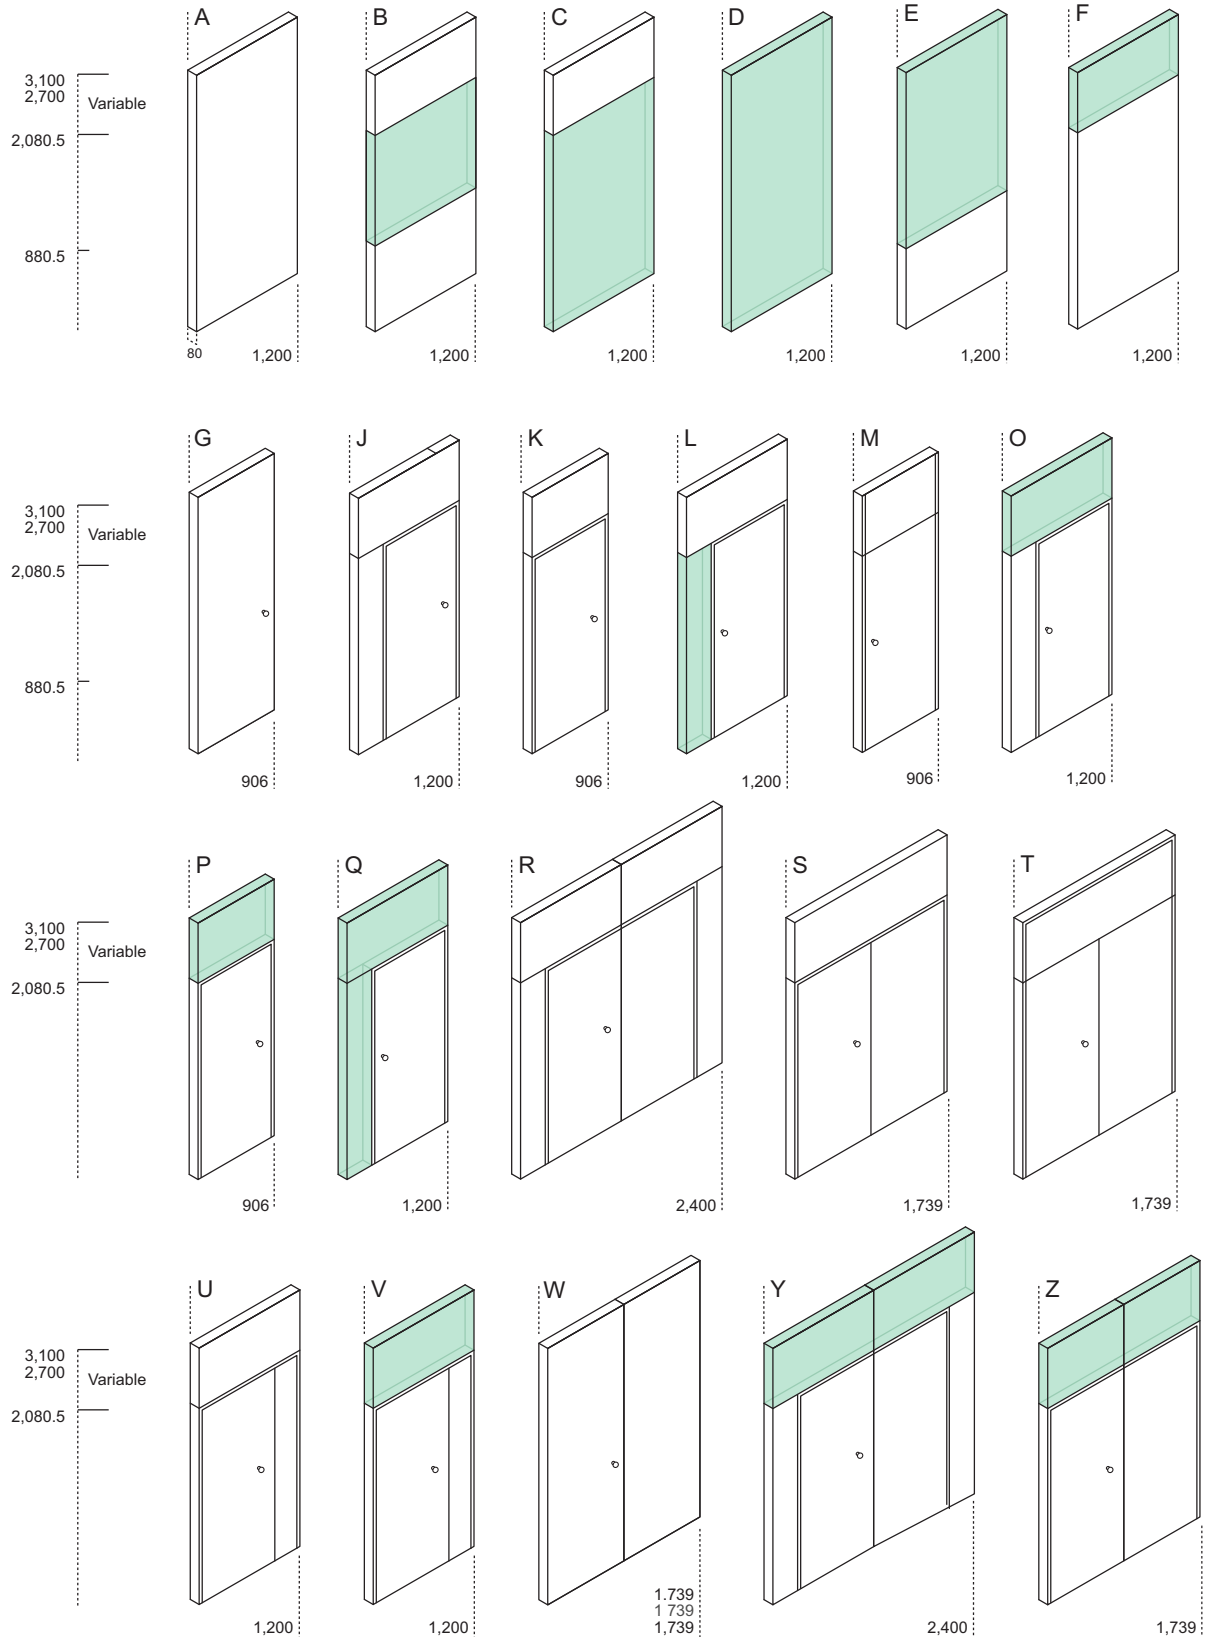 A B C D E F
3,100
2,700
Variable
2,080.5
880.5
80
1,200 1,200 1,200 1,200 1,200 1,200
G J K L M O
3,100
2,700
Variable
2,080.5
880.5
906 1,200 906 1,200 906 1,200
P Q R S T
3,100
2,700
Variable
2,080.5
906 1,200 2,400 1,739 1,739
U V W Y Z
3,100
2,700
Variable
2,080.5
1.739
1 739
1,200 1,200 1,739 2,400 1,739